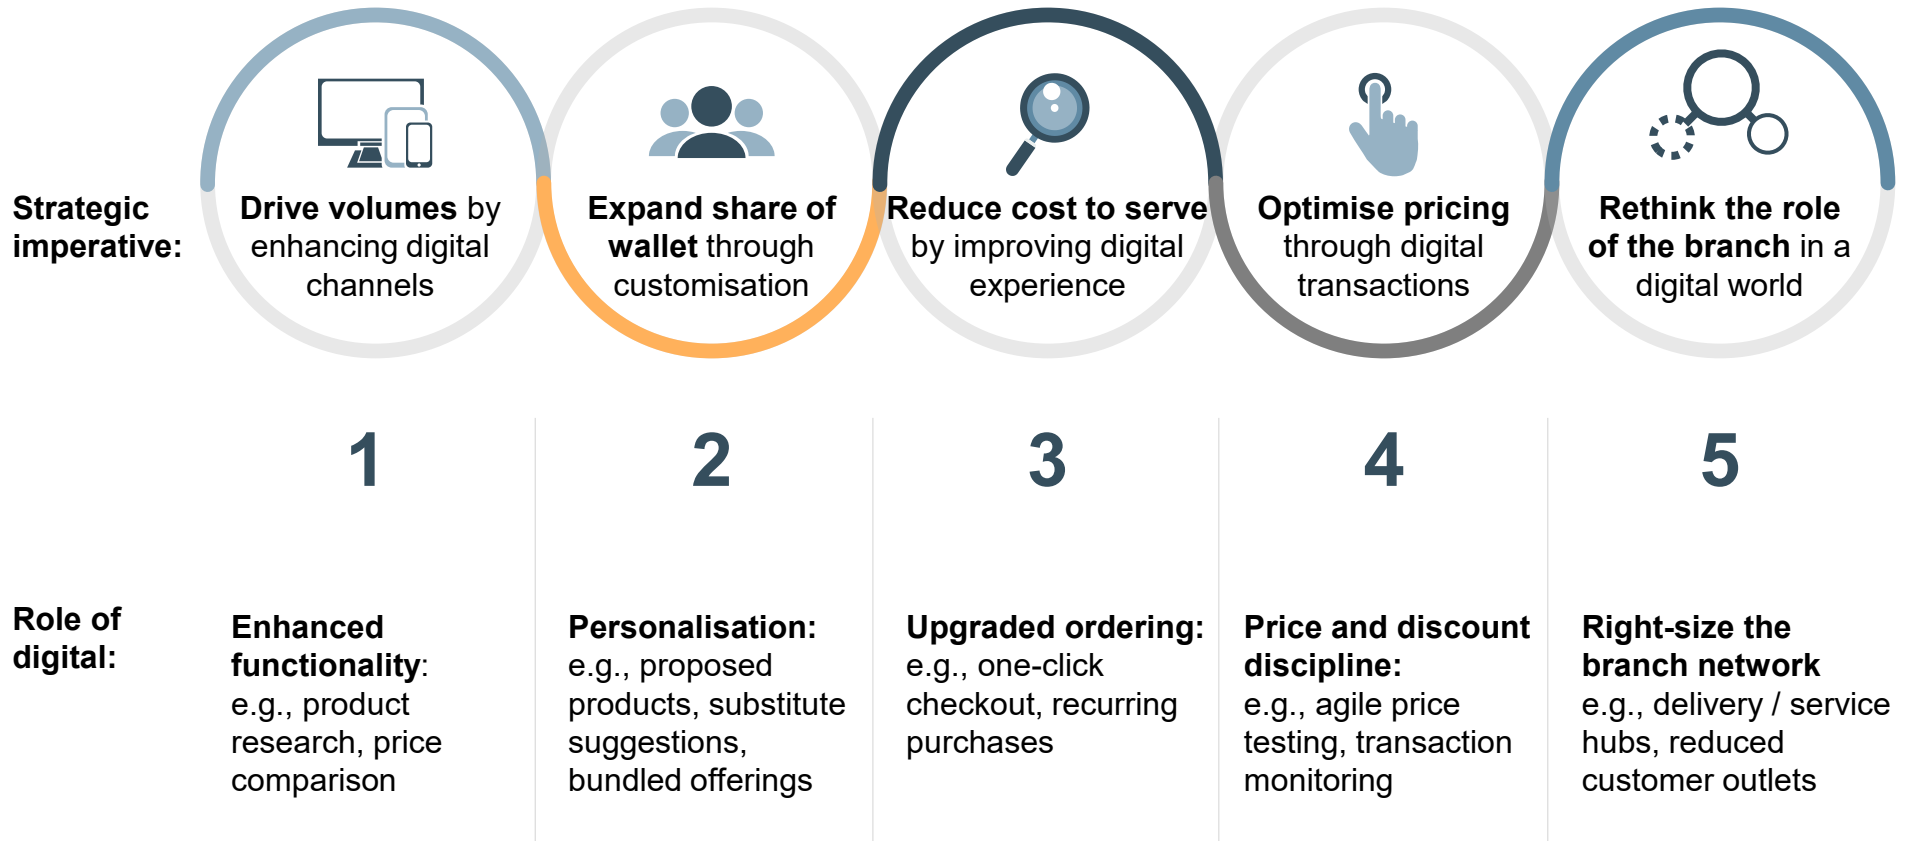 Strategic
imperative:
Drive volumes by
enhancing digital
channels
Expand share of
wallet through
customisation
Reduce cost to serve
by improving digital
experience
Optimise pricing
through digital
transactions
Rethink the role
of the branch in a
digital world
1
2
3
4
5
Role of
digital:
Enhanced
functionality:
e.g., product
research, price
comparison
Personalisation:
e.g., proposed
products, substitute
suggestions,
bundled offerings
Upgraded ordering:
e.g., one-click
checkout, recurring
purchases
Price and discount
discipline:
e.g., agile price
testing, transaction
monitoring
Right-size the
branch network
e.g., delivery / service
hubs, reduced
customer outlets